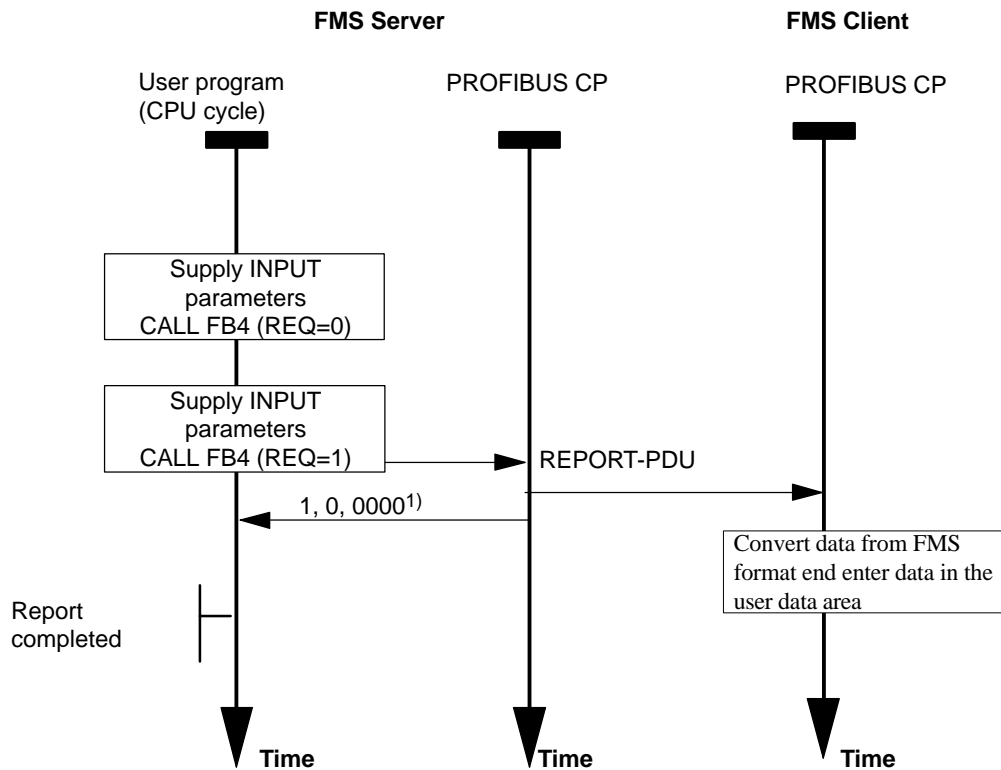 FMS Server
FMS Client
User program
(CPU cycle)
PROFIBUS CP
PROFIBUS CP
Supply INPUT
parameters
CALL FB4 (REQ=0)
Supply INPUT
parameters
CALL FB4 (REQ=1)
REPORT-PDU
1, 0, 0000¹⁾
Convert data from FMS
format end enter data in the
user data area
Report
completed
Time
Time
Time